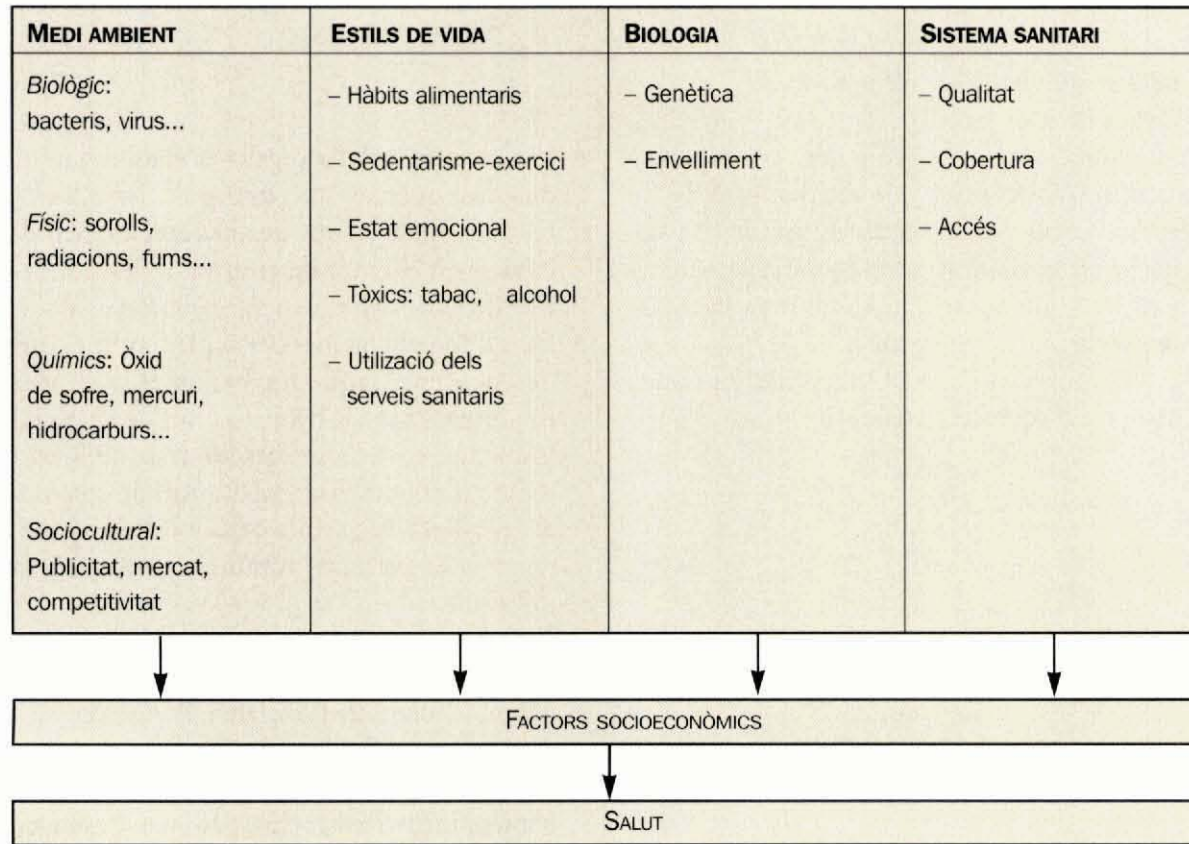 MEDI AMBIENT
Biològic:
bacteris, virus...
Físic: sorolls,
radiacions, fums...
Químics: Òxid
de sofre, mercuri,
hidrocarburs...
Sociocultural:
Publicitat, mercat,
competitivitat
ESTILS DE VIDA
– Hàbits alimentaris
– Sedentarisme-exercici
– Estat emocional
– Tòxics: tabac, alcohol
– Utilització dels
serveis sanitaris
BIOLOGIA
– Genètica
– Envelliment
SISTEMA SANITARI
– Qualitat
– Cobertura
– Accés
FACTORS SOCIOECONÒMICS
SALUT